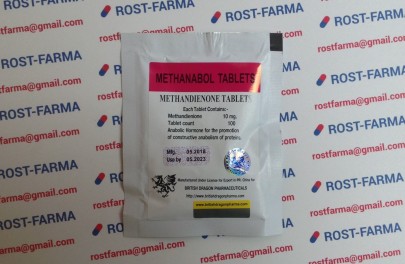 ROST-FARMA
rostfarma@gmail.com
METHANABOL TABLETS
METHANDIENONE TABLETS
Each Tablet Contains:-
Methandienone 10 mg.
Tablet count 100
Anabolic Hormone for the promotion
of constructive anabolism of proteins.
Mfg. 05.2018
Use by 05.2023
BRITISH DRAGON PHARMACEUTICALS